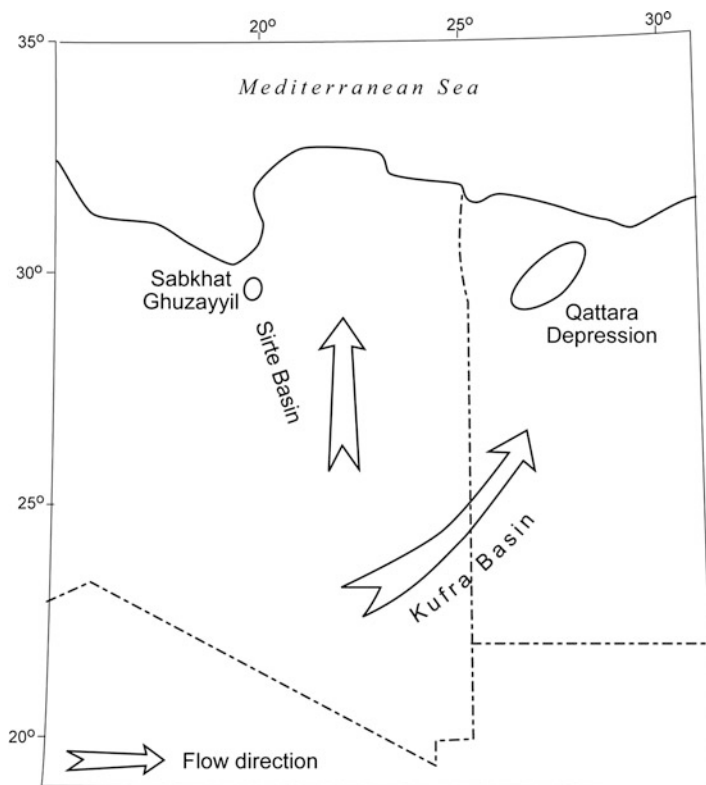 20°
25°
30°
35°
Mediterranean Sea
30°
Sabkhat
Ghuzayyil
Qattara
Depression
Sirte Basin
25°
Kufra Basin
20°
Flow direction